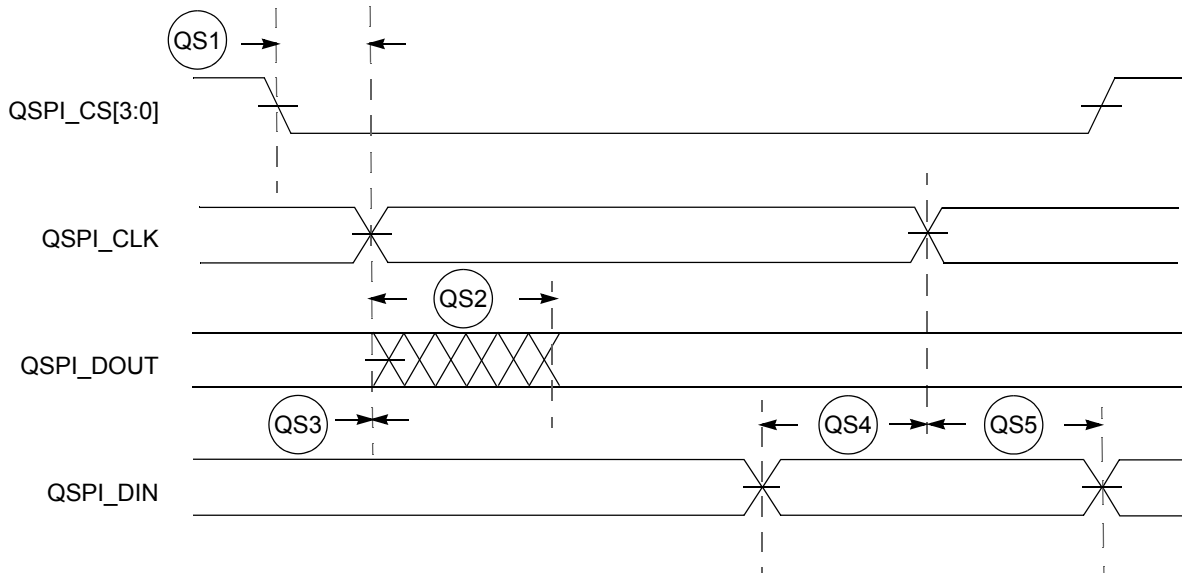 QS1
QSPI_CS[3:0]
QSPI_CLK
QS2
QSPI_DOUT
QS3
QS4
QS5
QSPI_DIN